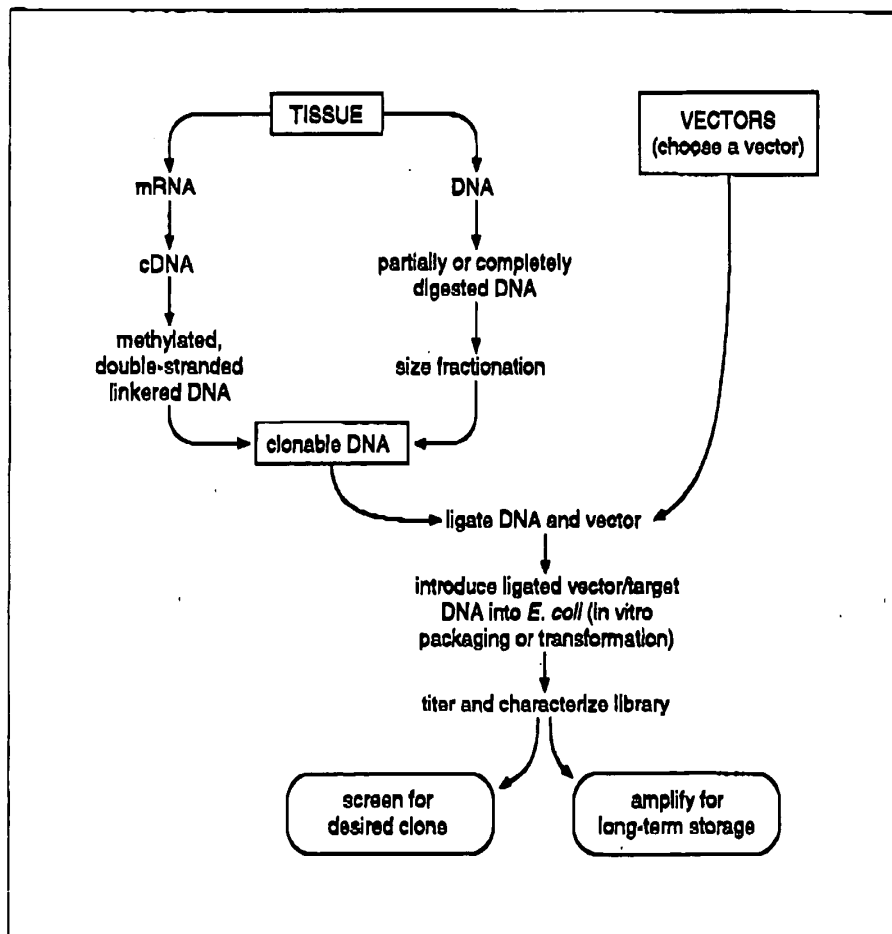 TISSUE
VECTORS
(choose a vector)
mRNA
DNA
cDNA
partially or completely
digested DNA
methylated,
double-stranded
linkered DNA
size fractionation
clonable DNA
ligate DNA and vector
introduce ligated vector/target
DNA into E. coli (in vitro
packaging or transformation)
titer and characterize library
screen for
desired clone
amplify for
long-term storage